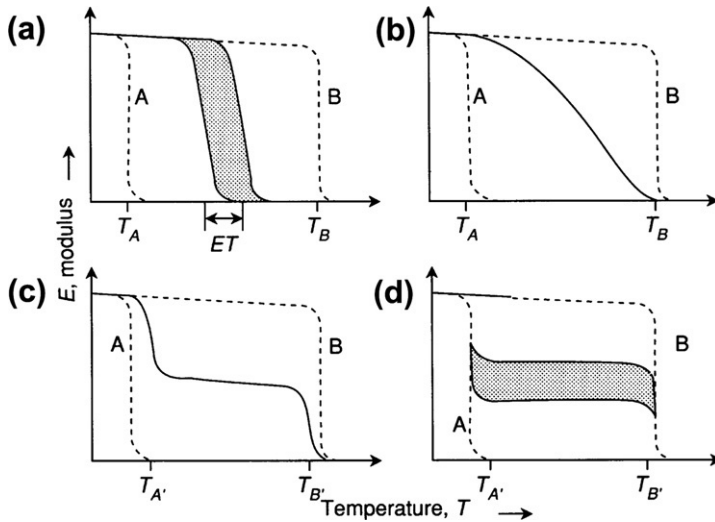 (a)
A
B
T_A
ET
T_B
(b)
A
B
T_A
T_B
E, modulus
(c)
A
B
T_A'
T_B'
(d)
A
B
T_A'
T_B'
Temperature, T